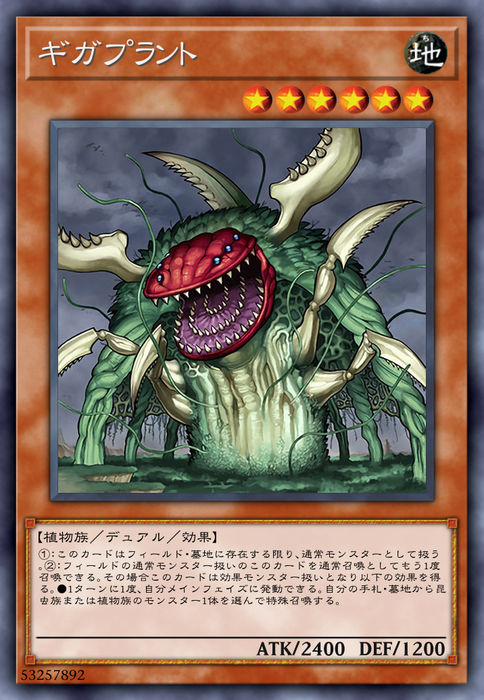 ギガプラント
ち
地
【植物族／デュアル／効果】
①：このカードはフィールド・墓地に存在する限り、通常モンスターとして扱う
。②：フィールドの通常モンスター扱いのこのカードを通常召喚としてもう1度
召喚できる。その場合このカードは効果モンスター扱いとなり以下の効果を得
る。●1ターンに1度、自分メインフェイズに発動できる。自分の手札・墓地から昆
虫族または植物族のモンスター1体を選んで特殊召喚する。
ATK/2400 DEF/1200
53257892